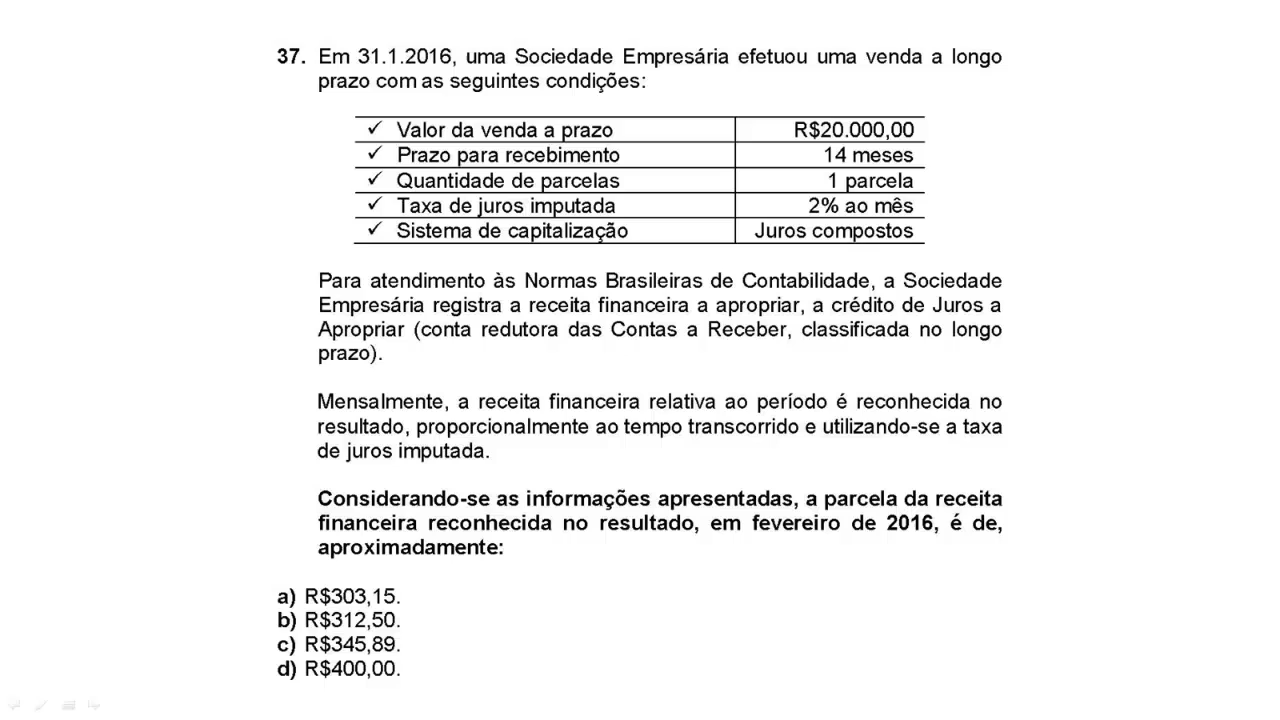 37. Em 31.1.2016, uma Sociedade Empresária efetuou uma venda a longo
prazo com as seguintes condições:
✓ Valor da venda a prazo R$20.000,00
✓ Prazo para recebimento 14 meses
✓ Quantidade de parcelas 1 parcela
✓ Taxa de juros imputada 2% ao mês
✓ Sistema de capitalização Juros compostos
Para atendimento às Normas Brasileiras de Contabilidade, a Sociedade
Empresária registra a receita financeira a apropriar, a crédito de Juros a
Apropriar (conta redutora das Contas a Receber, classificada no longo
prazo).
Mensalmente, a receita financeira relativa ao período é reconhecida no
resultado, proporcionalmente ao tempo transcorrido e utilizando-se a taxa
de juros imputada.
Considerando-se as informações apresentadas, a parcela da receita
financeira reconhecida no resultado, em fevereiro de 2016, é de,
aproximadamente:
a) R$303,15.
b) R$312,50.
c) R$345,89.
d) R$400,00.